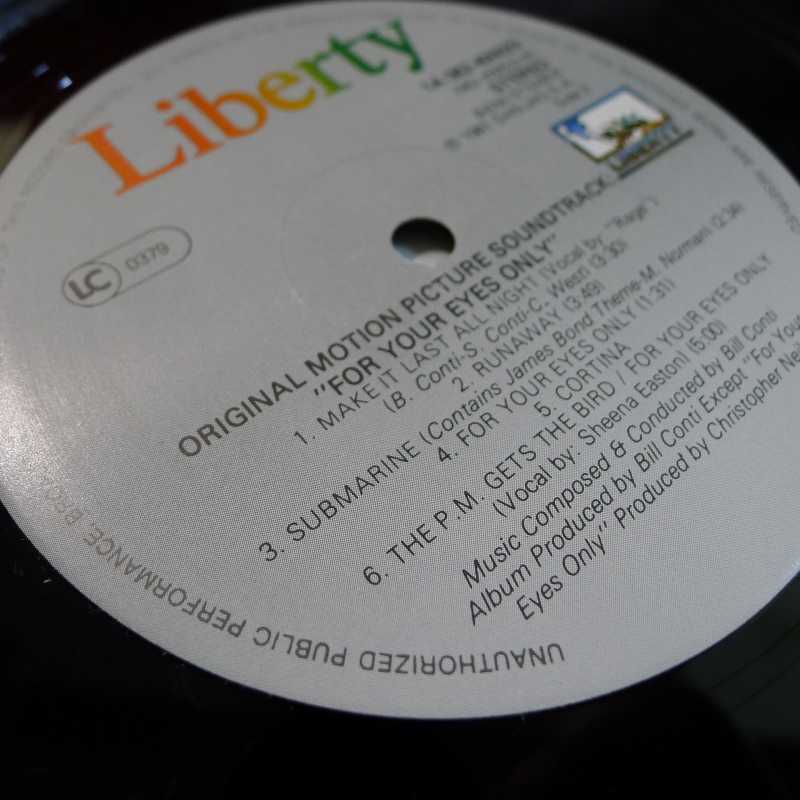 Liberty
STEREO
LIBERTY
LC 0379
ORIGINAL MOTION PICTURE SOUNDTRACK
"FOR YOUR EYES ONLY"
1. MAKE IT LAST ALL NIGHT (Vocal by: "Rage")
(B. Conti-S. Conti-C. West) (3:30)
2. RUNAWAY (3:49)
3. SUBMARINE (Contains James Bond Theme-M. Norman) (2:34)
4. FOR YOUR EYES ONLY (1:31)
5. CORTINA
6. THE P.M. GETS THE BIRD / FOR YOUR EYES ONLY
(Vocal by: Sheena Easton) (5:00)
Music Composed & Conducted by Bill Conti
Album Produced by Bill Conti Except "For Your
Eyes Only" Produced by Christopher Neil
UNAUTHORIZED PUBLIC PERFORMANCE,